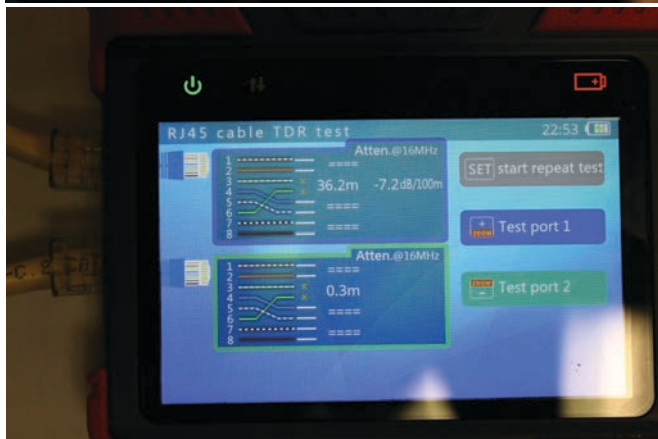 RJ45 cable TDR test
22:53
Atten.@16MHz
1
2
3
4
5
6
7
8
====
x
x
36.2m
-7.2dB/100m
====
====
SET start repeat test
+
ZOOM
Test port 1
Atten.@16MHz
1
2
3
4
5
6
7
8
====
x
x
0.3m
====
====
ZOOM
-
Test port 2